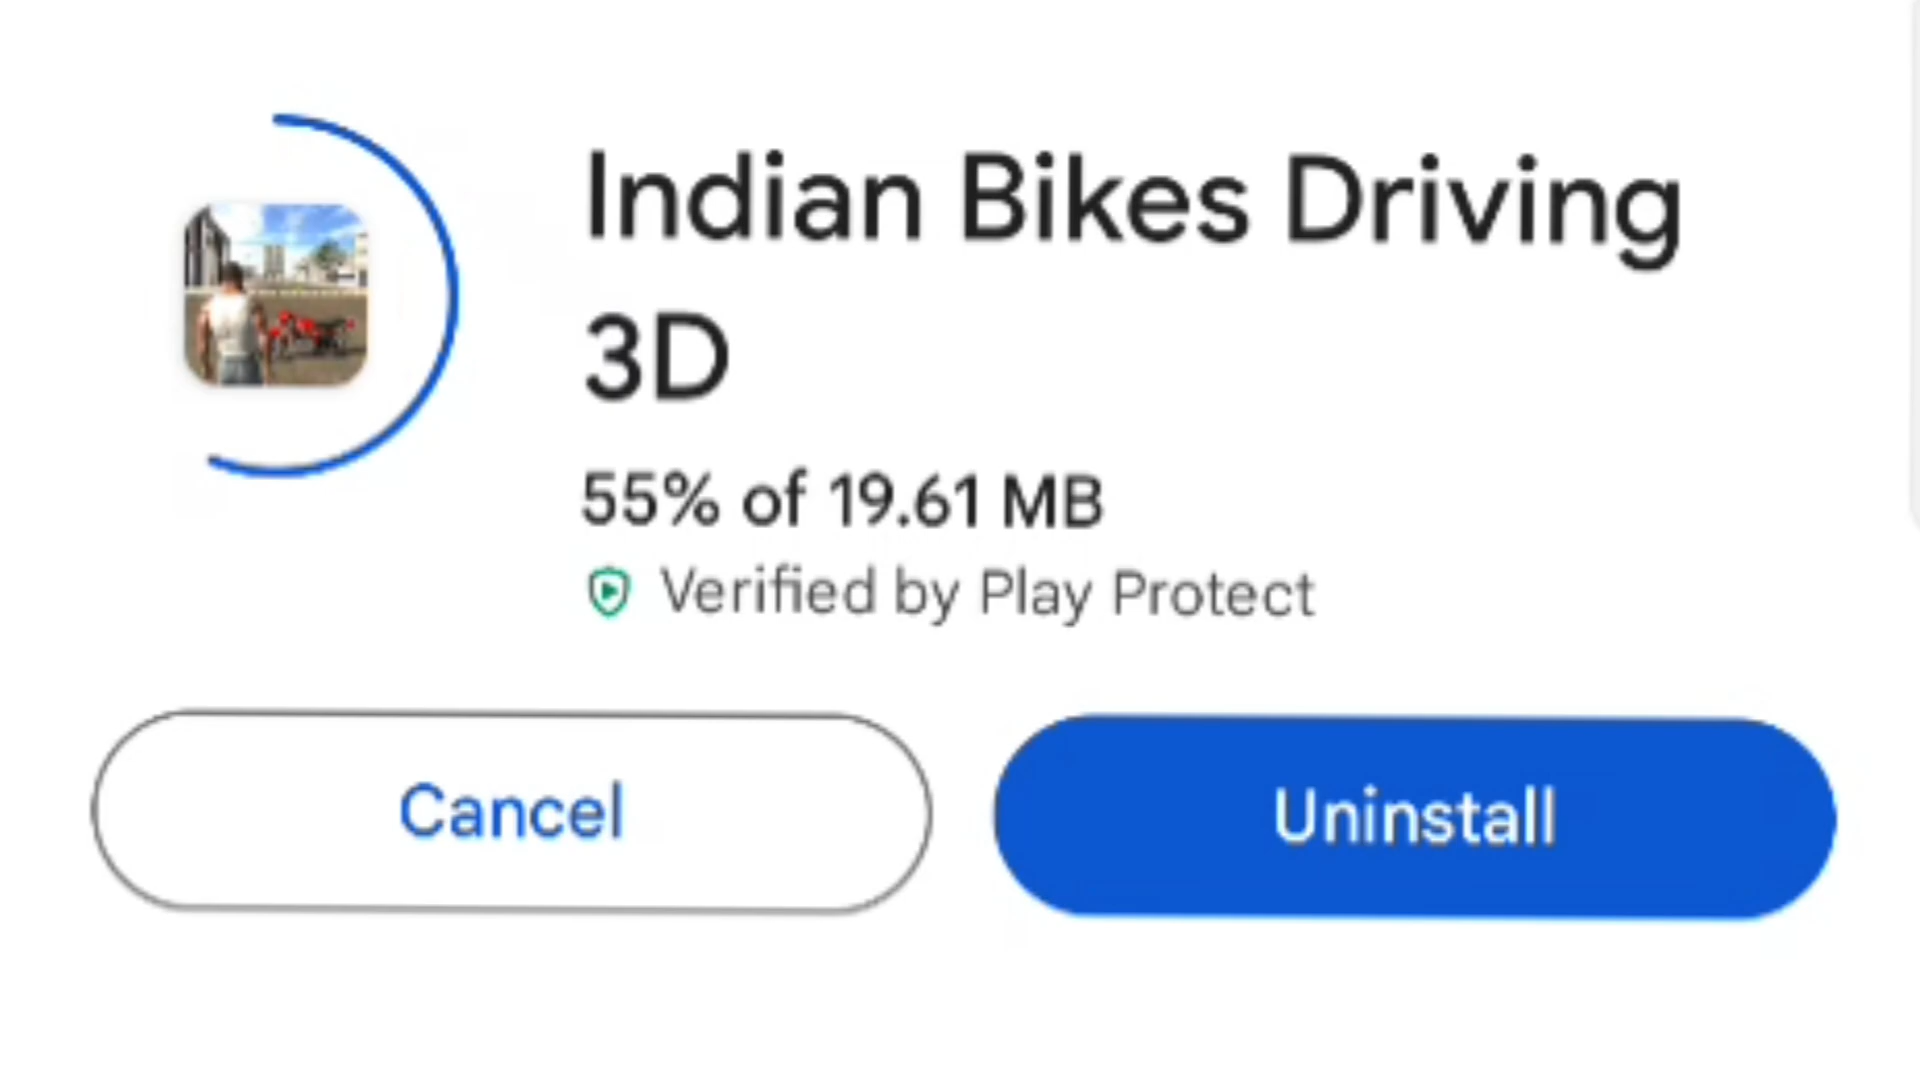 Indian Bikes Driving
3D
55% of 19.61 MB
Verified by Play Protect
Cancel
Uninstall